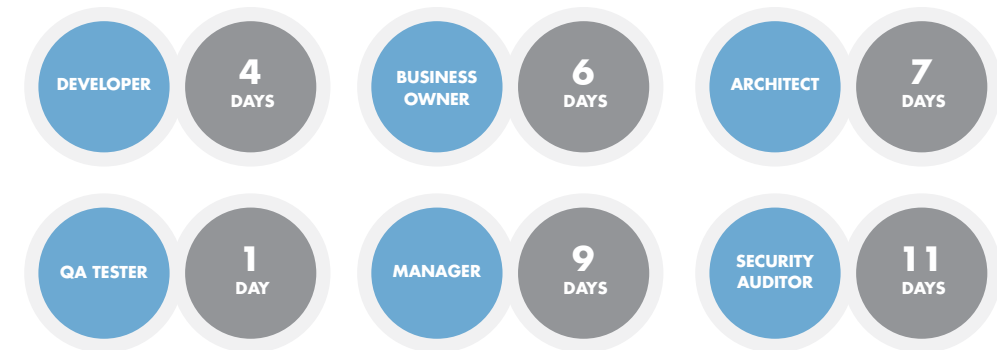 DEVELOPER
4
DAYS
BUSINESS
OWNER
6
DAYS
ARCHITECT
7
DAYS
QA TESTER
1
DAY
MANAGER
9
DAYS
SECURITY
AUDITOR
11
DAYS